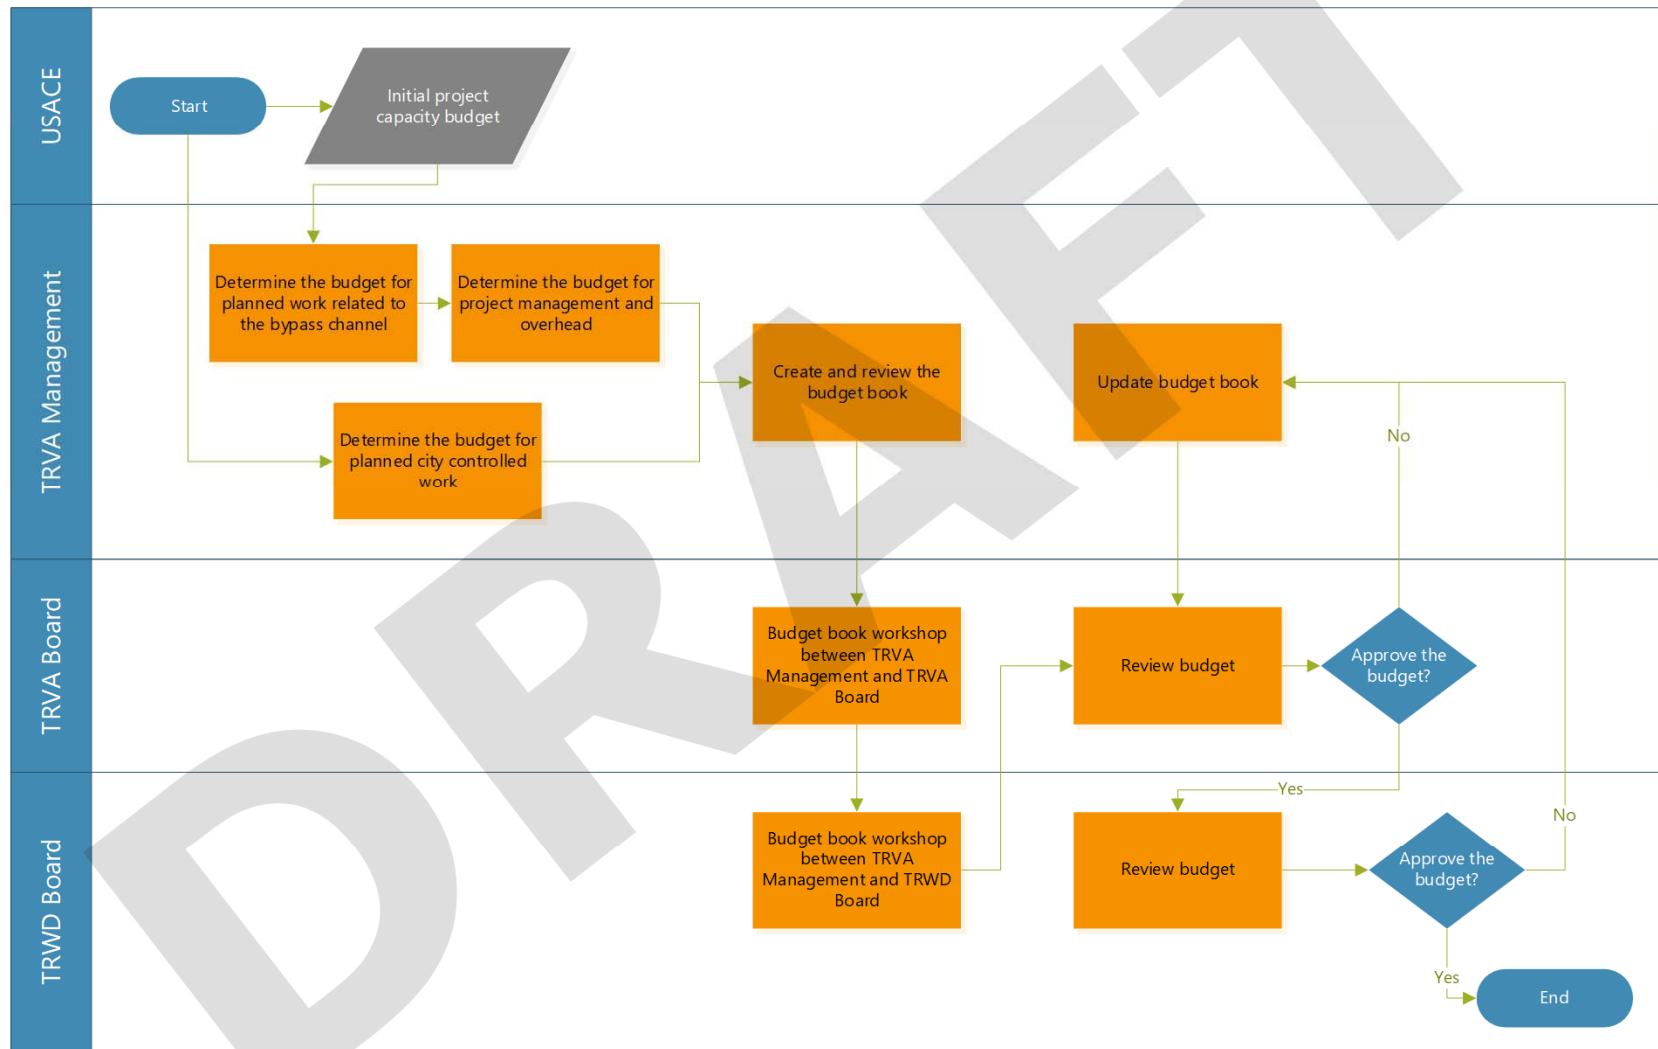 USACE
Start
Initial project
capacity budget
TRVA Management
Determine the budget for
planned work related to
the bypass channel
Determine the budget for
project management and
overhead
Determine the budget for
planned city controlled
work
Create and review the
budget book
Update budget book
No
TRVA Board
Budget book workshop
between TRVA
Management and TRVA
Board
Review budget
Approve the
budget?
Yes
TRWD Board
Budget book workshop
between TRVA
Management and TRWD
Board
Review budget
Approve the
budget?
No
Yes
End
DRAFT